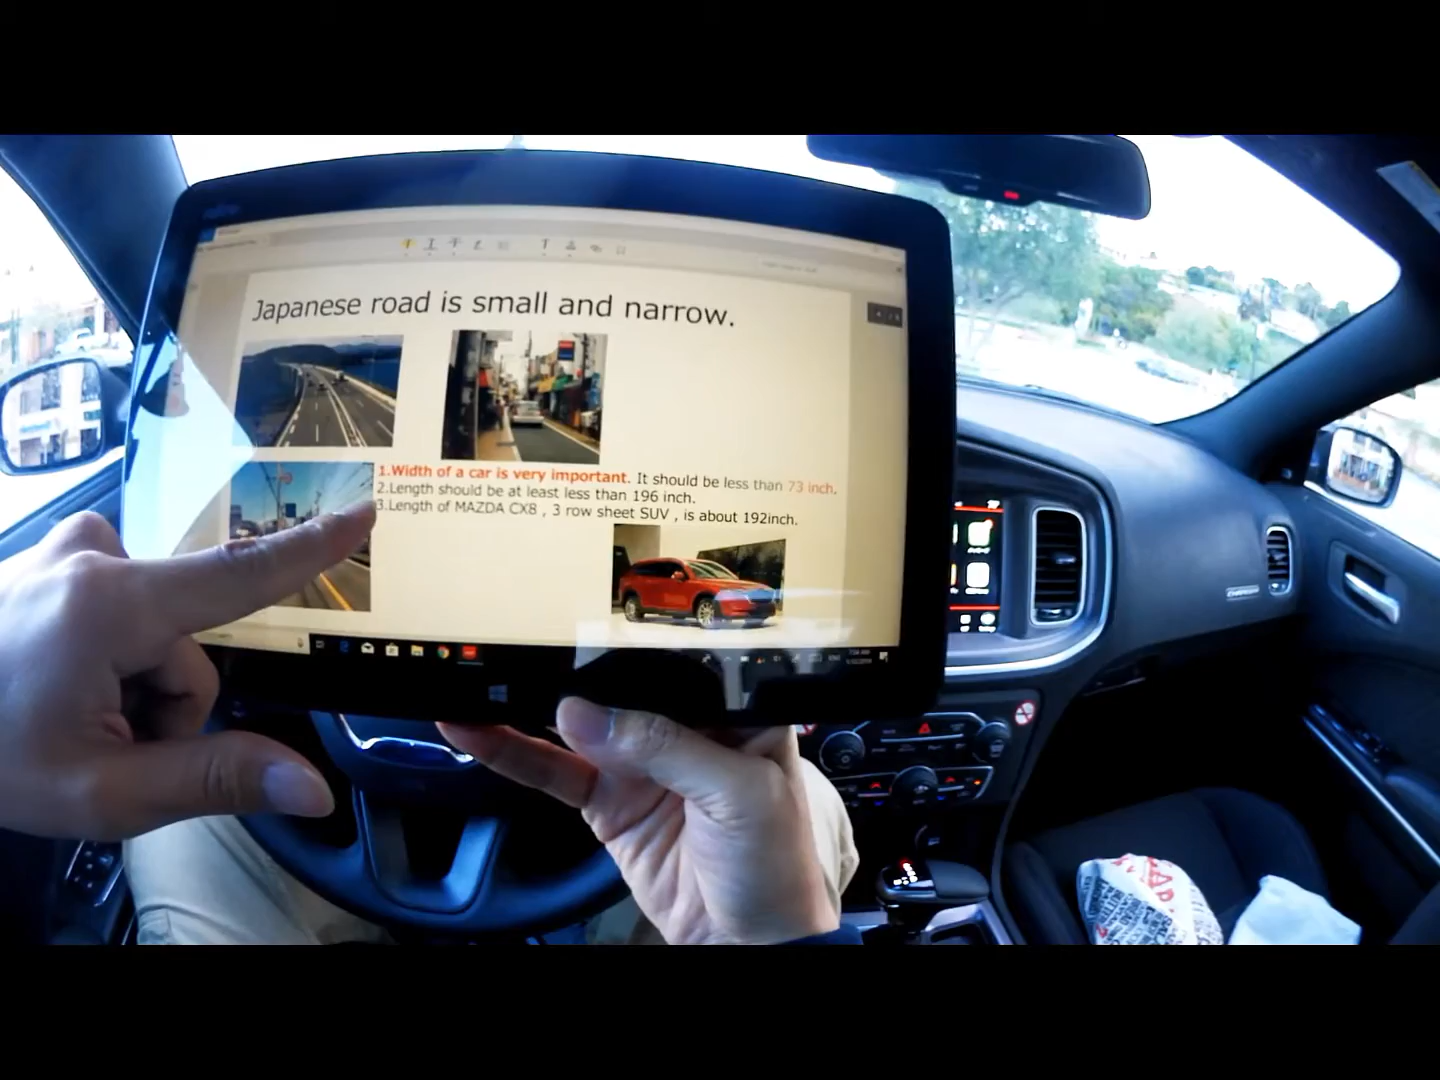 Japanese road is small and narrow.
1.Width of a car is very important. It should be less than 73 inch.
2.Length should be at least less than 196 inch.
3.Length of MAZDA CX8 , 3 row sheet SUV , is about 192inch.